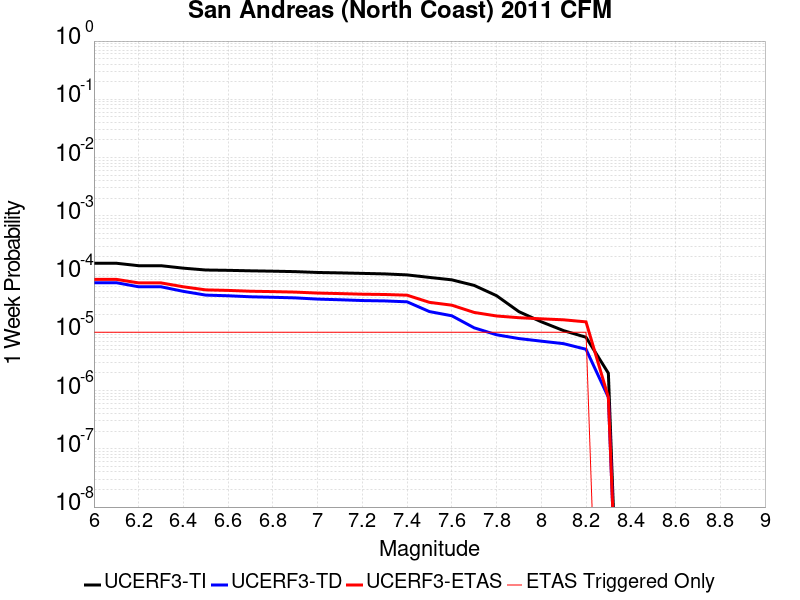 San Andreas (North Coast) 2011 CFM
10 0
10 -1
10 -2
10 -3
10 -4
10 -5
10 -6
10 -7
10 -8
1 Week Probability
6 6.2 6.4 6.6 6.8 7 7.2 7.4 7.6 7.8 8 8.2 8.4 8.6 8.8 9
Magnitude
UCERF3-TI UCERF3-TD UCERF3-ETAS ETAS Triggered Only